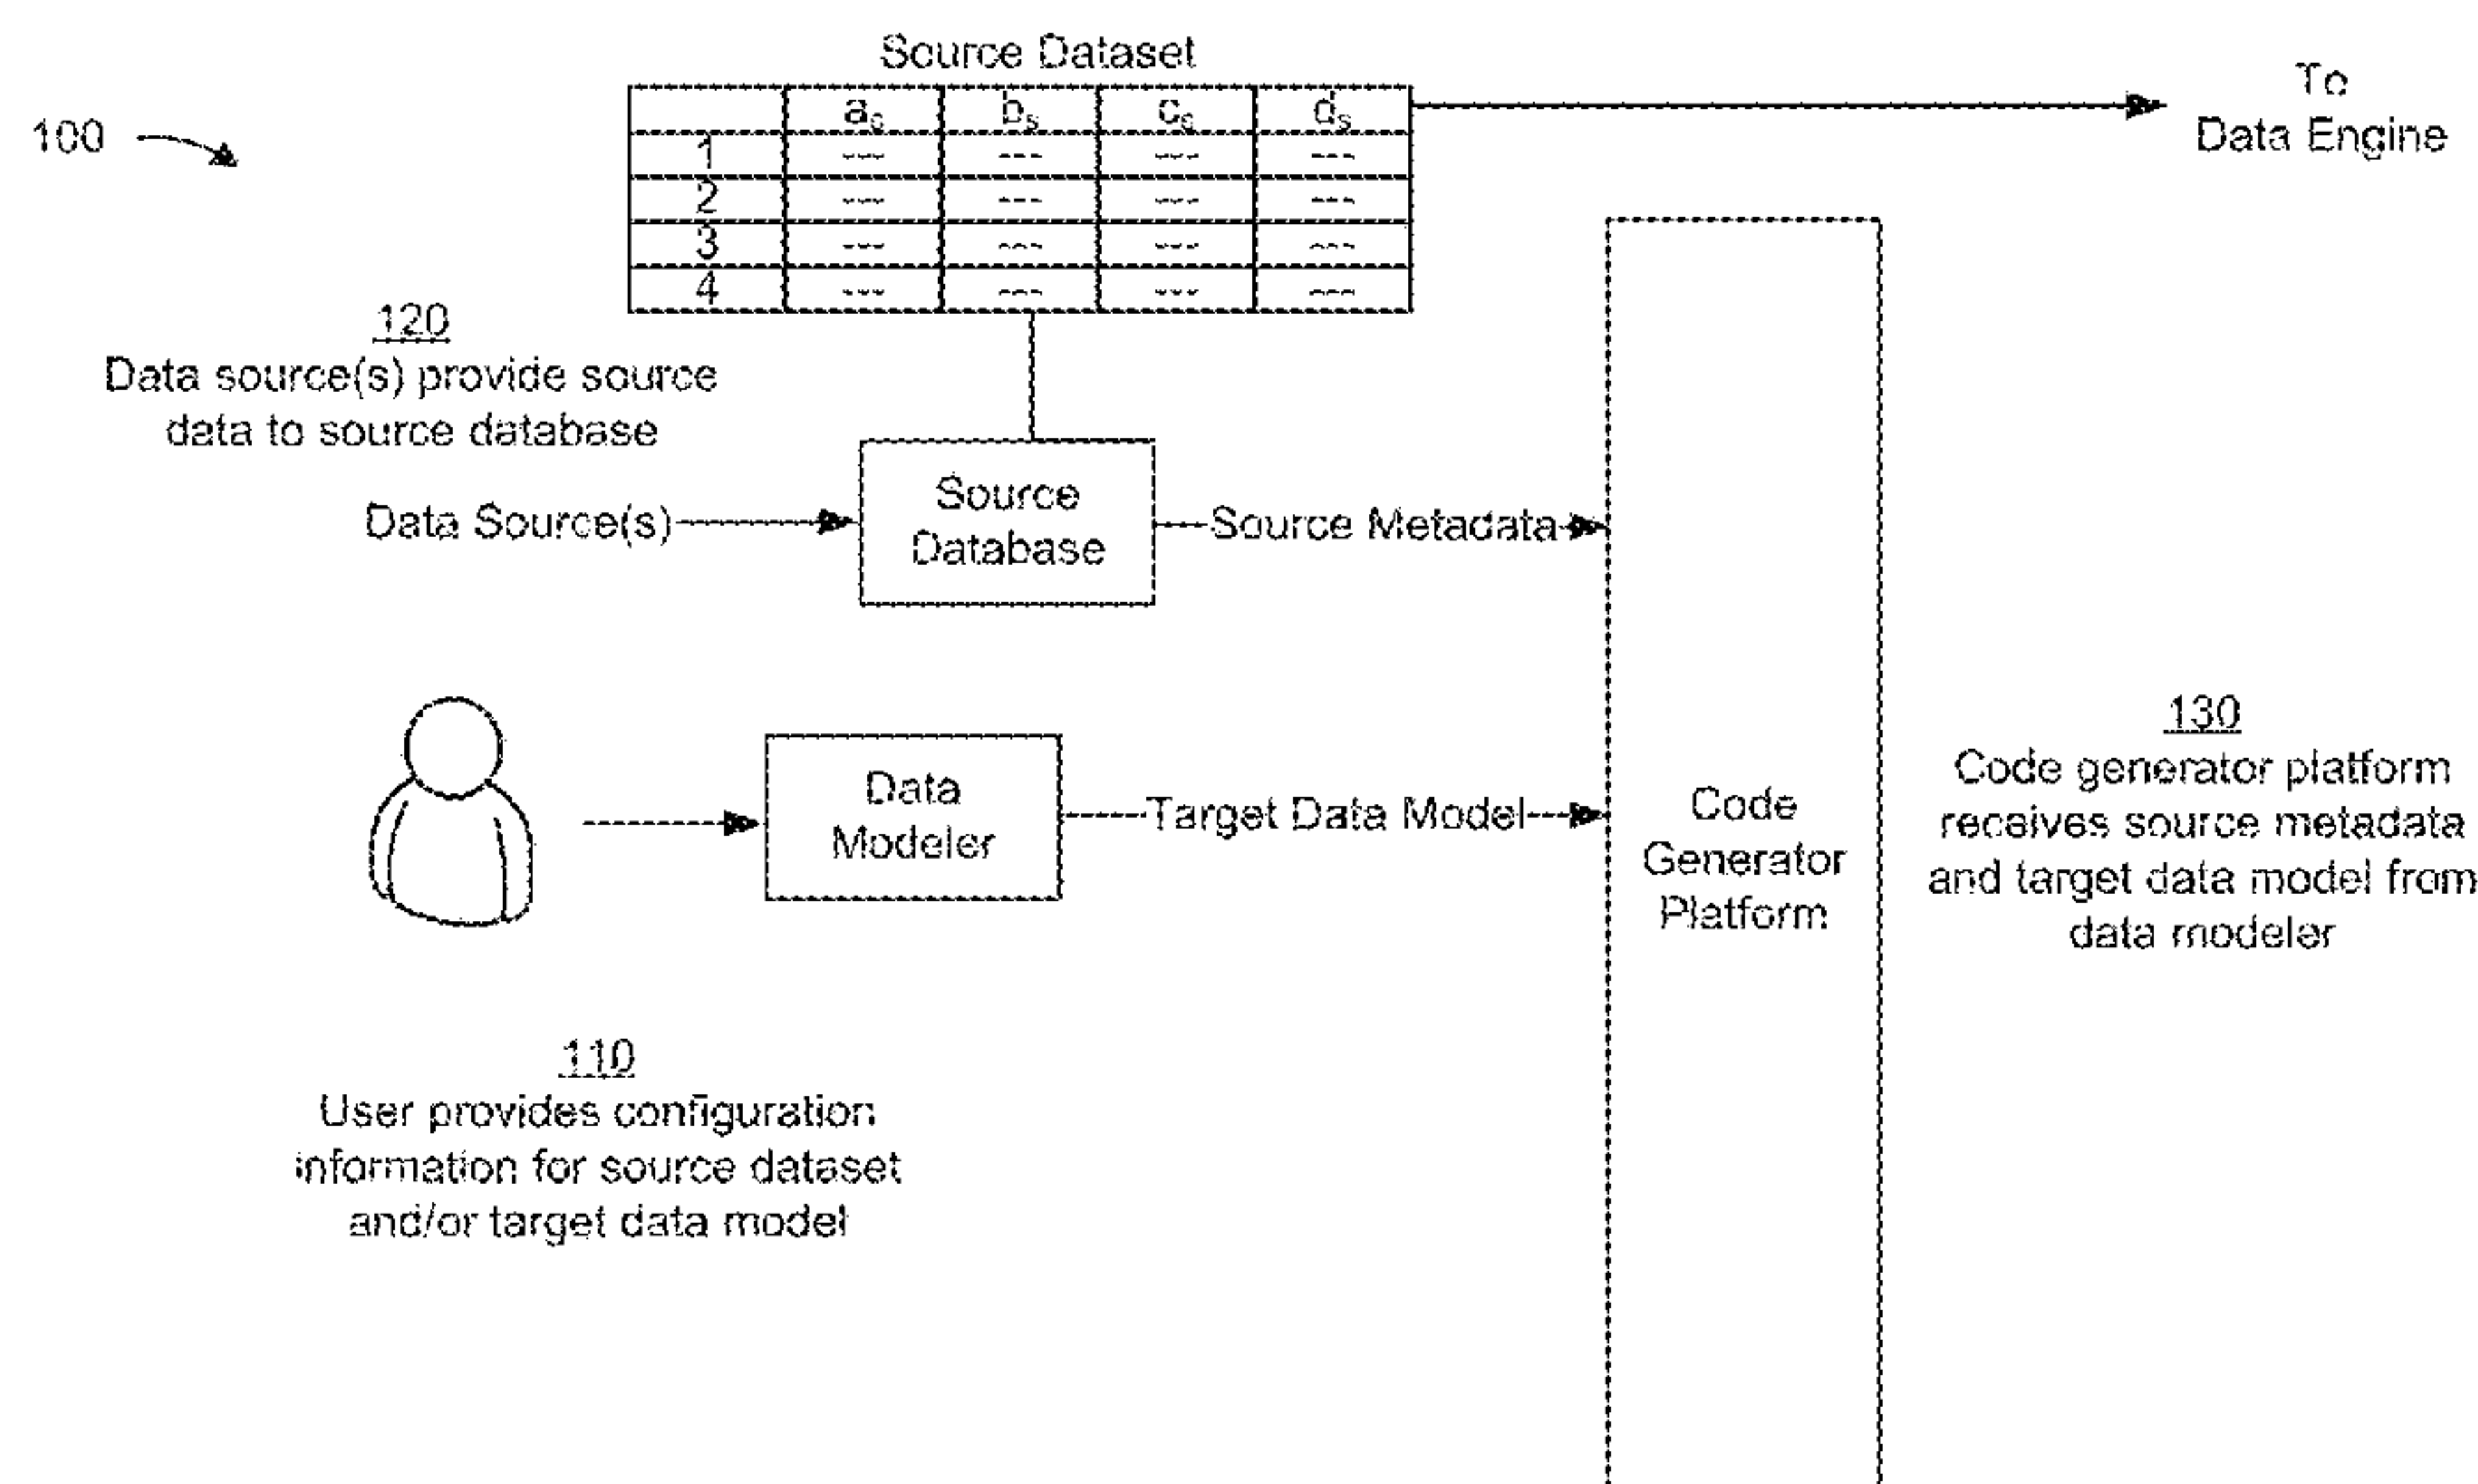 Source Dataset
To
Data Engine
100
aₛ bₛ cₛ dₛ
1 --- --- --- ---
2 --- --- --- ---
3 --- --- --- ---
4 --- --- --- ---
120
Data source(s) provide source
data to source database
Data Source(s)
Source
Database
Source Metadata
Data
Modeler
Target Data Model
Code
Generator
Platform
130
Code generator platform
receives source metadata
and target data model from
data modeler
110
User provides configuration
information for source dataset
and/or target data model